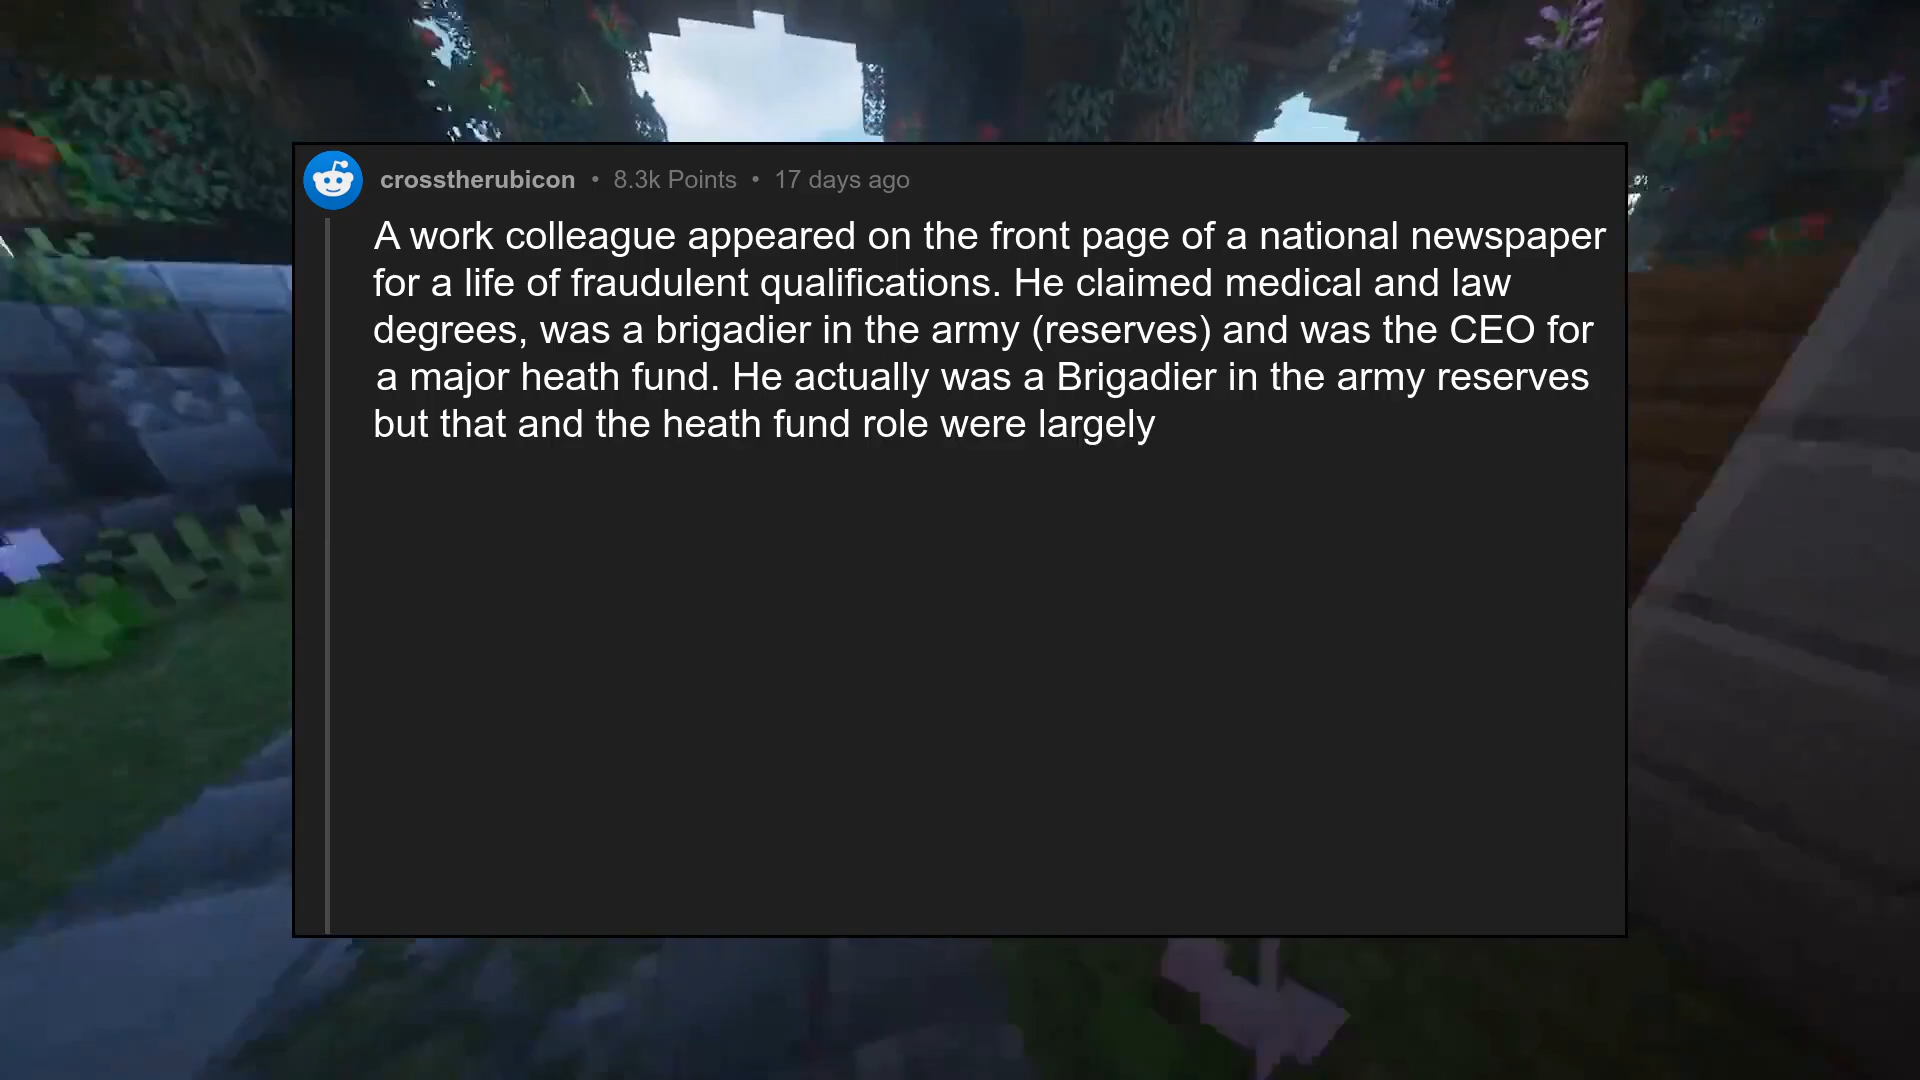 crosstherubicon • 8.3k Points • 17 days ago
A work colleague appeared on the front page of a national newspaper
for a life of fraudulent qualifications. He claimed medical and law
degrees, was a brigadier in the army (reserves) and was the CEO for
a major heath fund. He actually was a Brigadier in the army reserves
but that and the heath fund role were largely